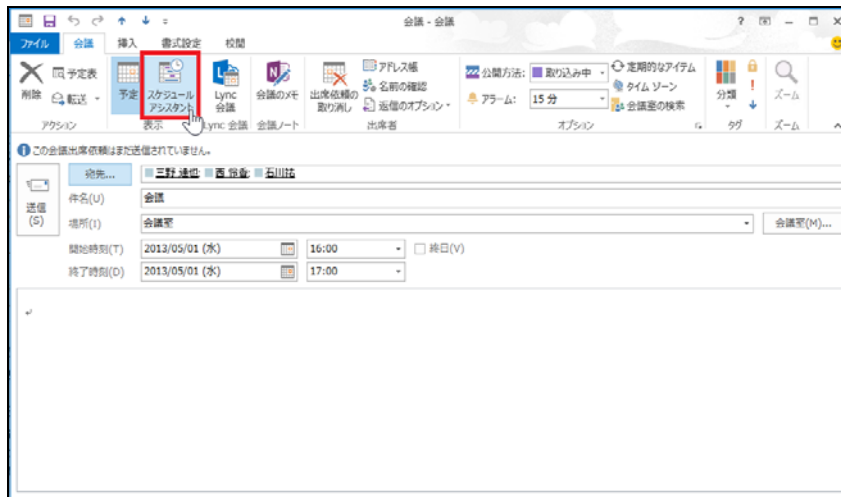 会議 - 会議
ファイル 会議 挿入 書式設定 校閲
削除 予定表 転送 予定 スケジュール アシスタント Lync 会議 会議のメモ 出席依頼の 取り消し アドレス帳 名前の確認 返信のオプション 公開方法: 取り込み中 アラーム: 15 分 定期的なアイテム タイム ゾーン 会議室の検索 分類 ズーム
アクション 表示 Lync 会議 会議ノート 出席者 オプション タグ ズーム
この会議出席依頼はまだ送信されていません。
宛先... 三野 達也; 西 伶香; 石川祐
送信 (S)
件名(U) 会議
場所(I) 会議室 会議室(M)...
開始時刻(T) 2013/05/01 (水) 16:00 終日(V)
終了時刻(D) 2013/05/01 (水) 17:00